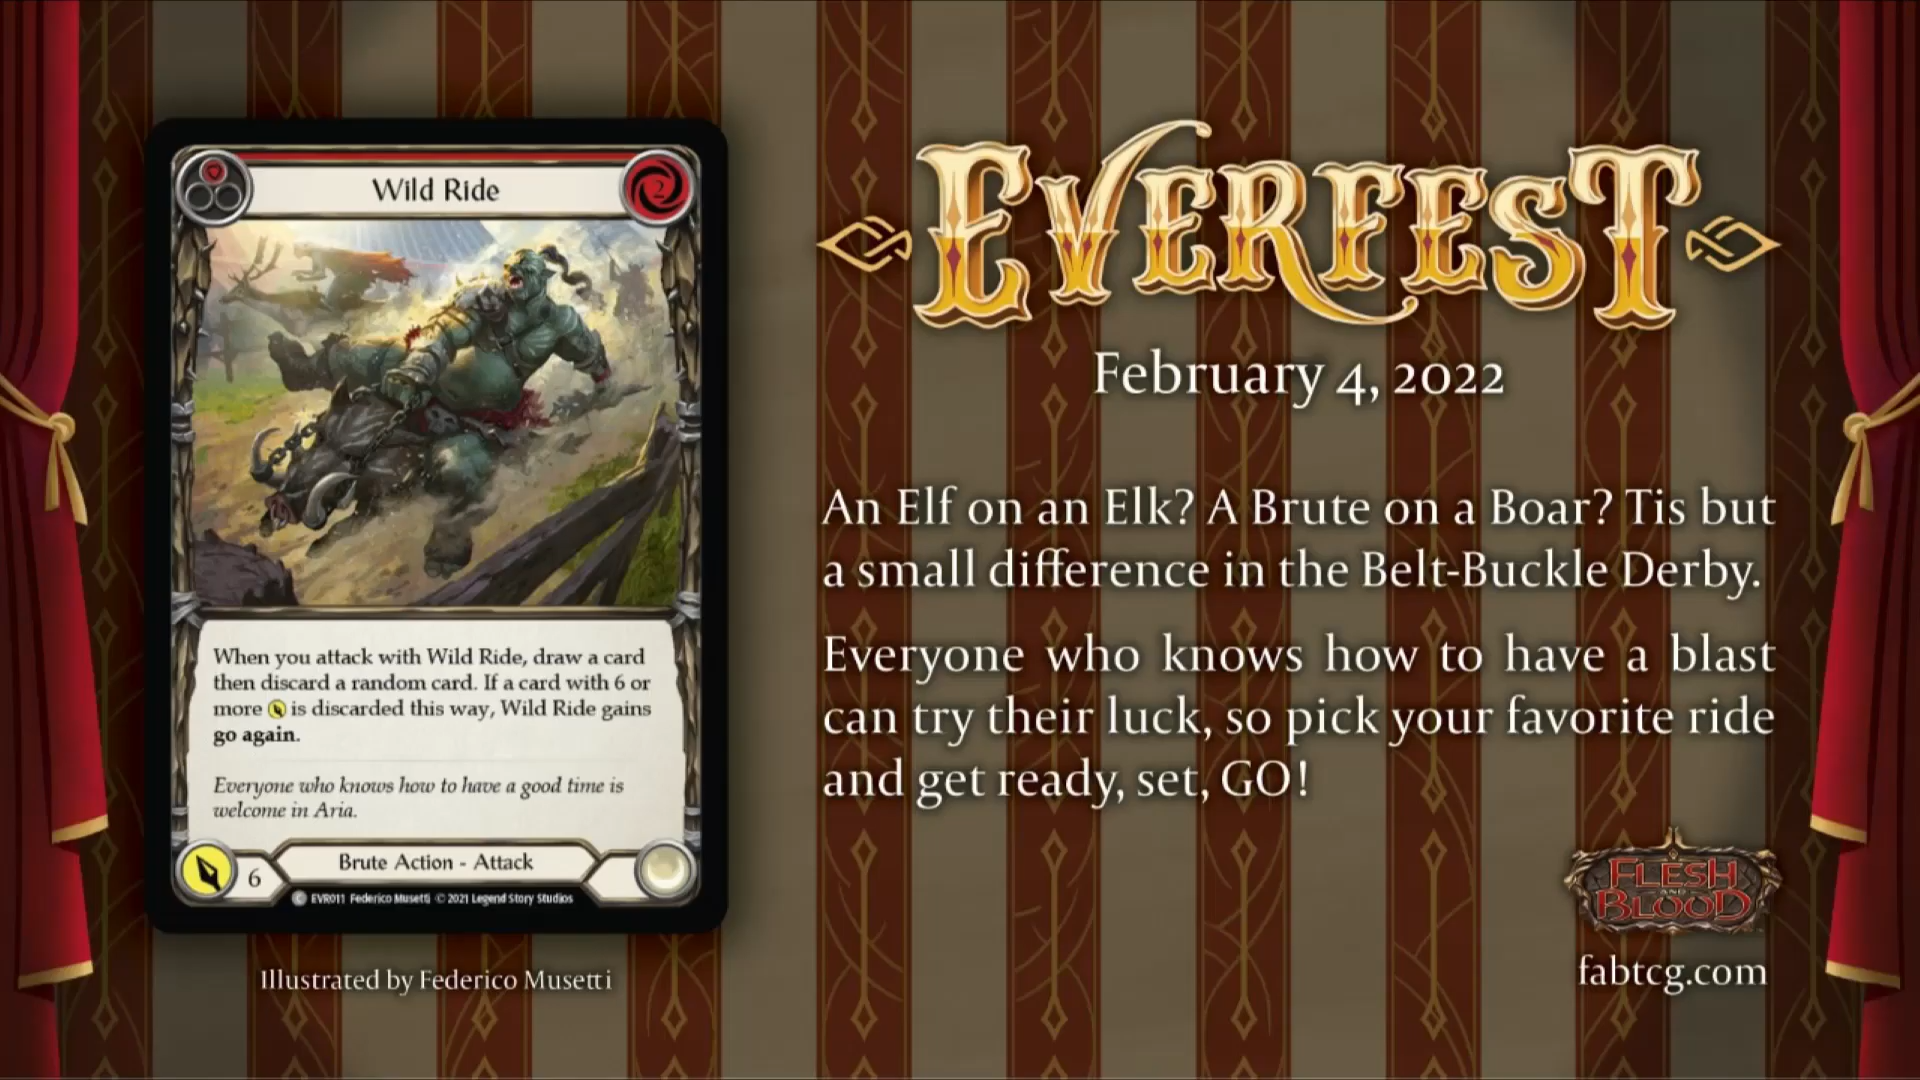 Wild Ride
2
When you attack with Wild Ride, draw a card
then discard a random card. If a card with 6 or
more is discarded this way, Wild Ride gains
go again.
Everyone who knows how to have a good time is
welcome in Aria.
6
Brute Action - Attack
C EVR011 Federico Musetti © 2021 Legend Story Studios
Illustrated by Federico Musetti
EVERFEST
February 4, 2022
An Elf on an Elk? A Brute on a Boar? Tis but
a small difference in the Belt-Buckle Derby.
Everyone who knows how to have a blast
can try their luck, so pick your favorite ride
and get ready, set, GO!
FLESH
AND
BLOOD
fabtcg.com